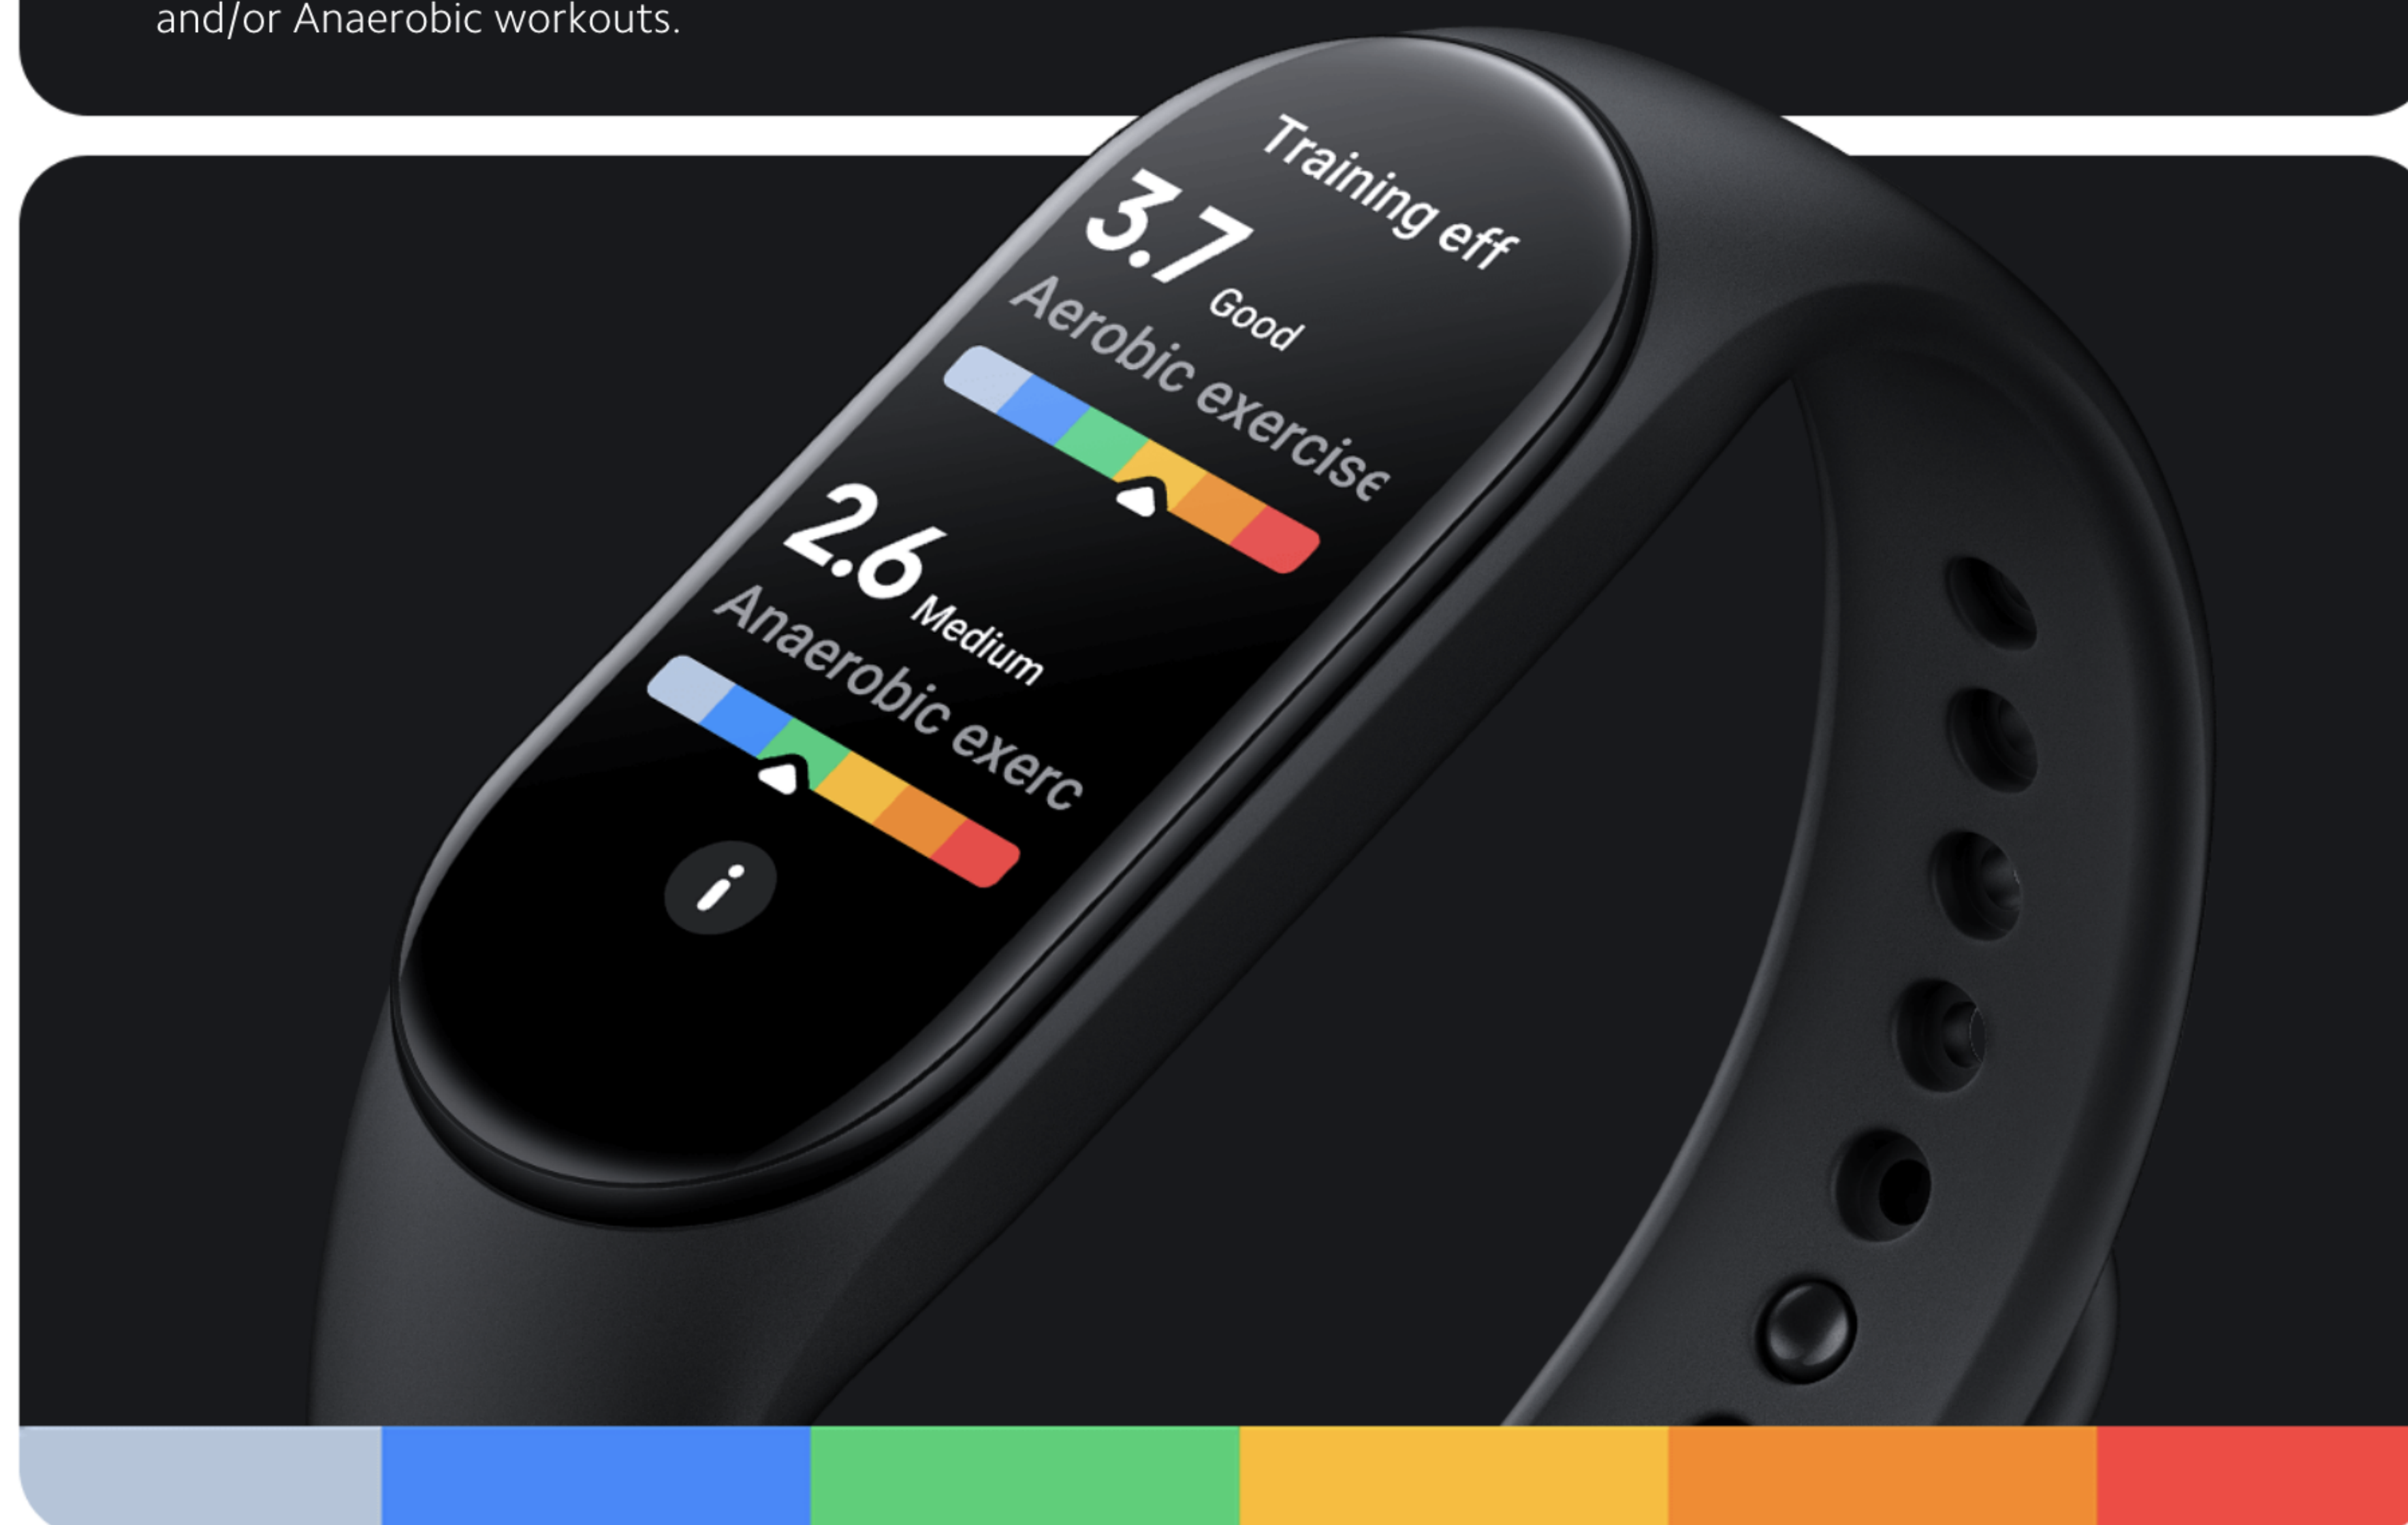 and/or Anaerobic workouts.
Training eff
3.7 Good
Aerobic exercise
2.6 Medium
Anaerobic exerc
i